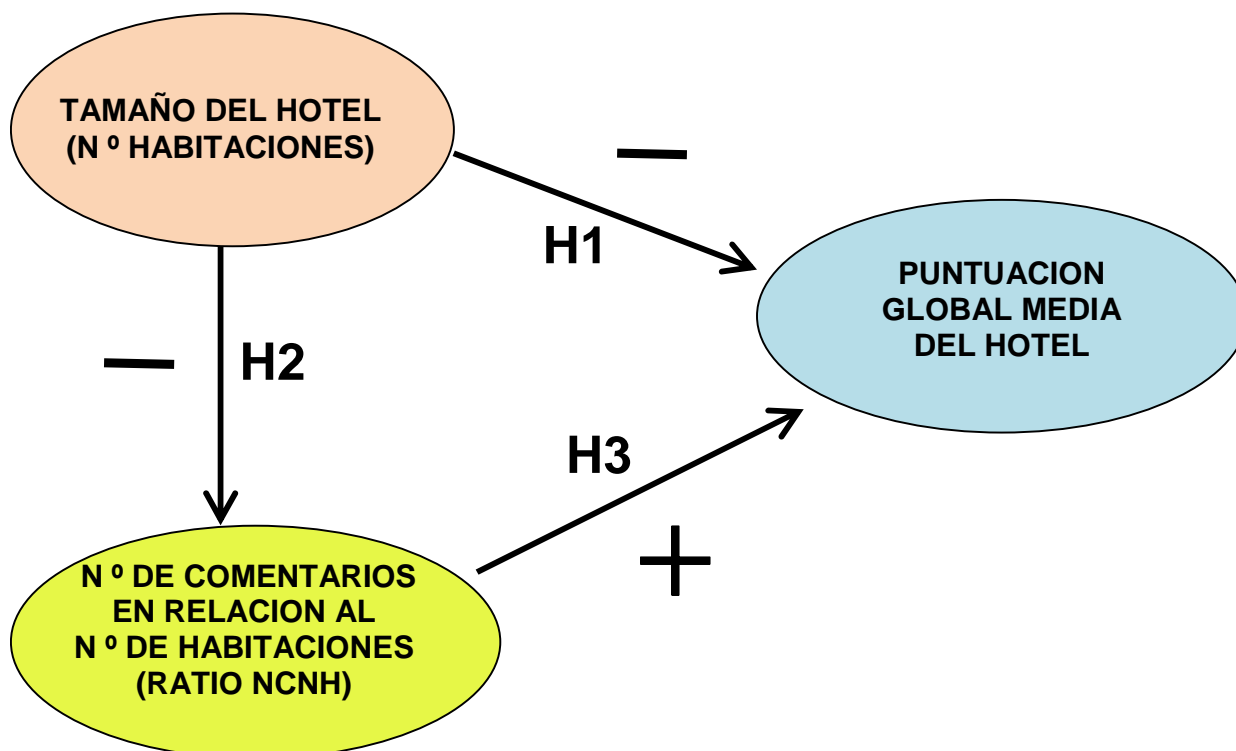 TAMAÑO DEL HOTEL
(N º HABITACIONES)
—
H1
PUNTUACION
GLOBAL MEDIA
DEL HOTEL
—
H2
H3
+
N º DE COMENTARIOS
EN RELACION AL
N º DE HABITACIONES
(RATIO NCNH)